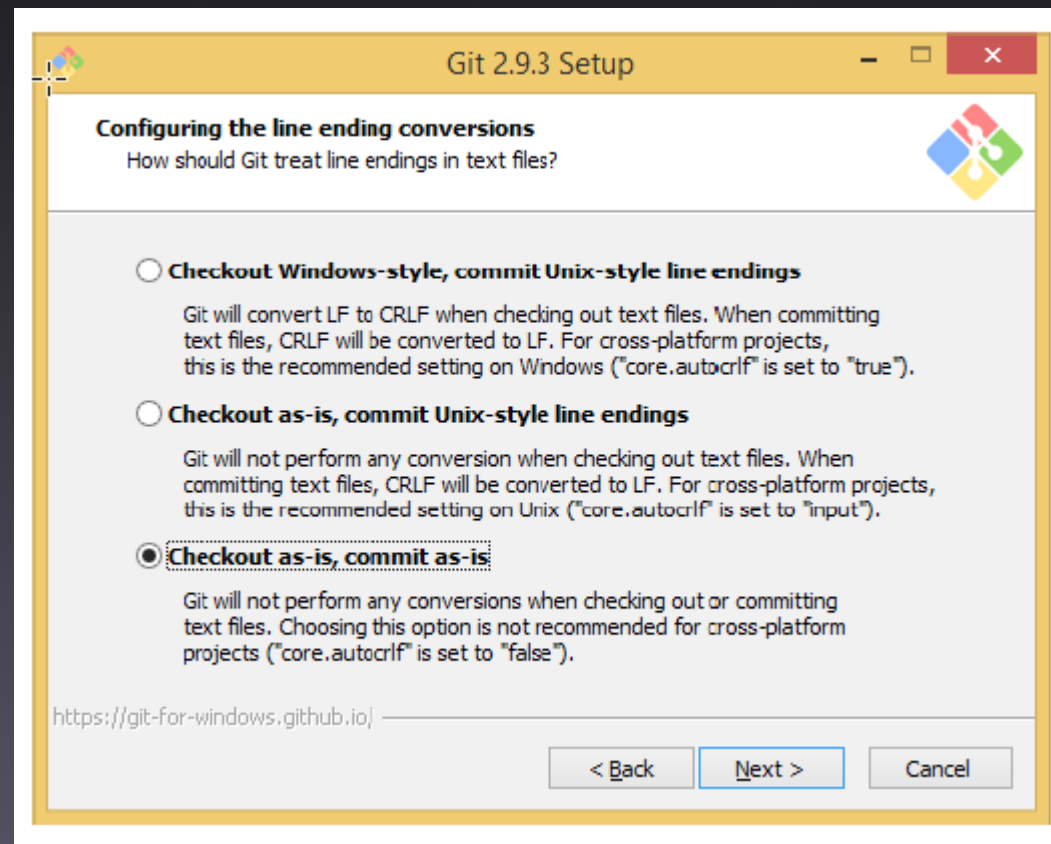 Git 2.9.3 Setup
Configuring the line ending conversions
How should Git treat line endings in text files?
Checkout Windows-style, commit Unix-style line endings
Git will convert LF to CRLF when checking out text files. When committing
text files, CRLF will be converted to LF. For cross-platform projects,
this is the recommended setting on Windows ("core.autocrlf" is set to "true").
Checkout as-is, commit Unix-style line endings
Git will not perform any conversion when checking out text files. When
committing text files, CRLF will be converted to LF. For cross-platform projects,
this is the recommended setting on Unix ("core.autocrlf" is set to "input").
Checkout as-is, commit as-is
Git will not perform any conversions when checking out or committing
text files. Choosing this option is not recommended for cross-platform
projects ("core.autocrlf" is set to "false").
https://git-for-windows.github.io/
< Back
Next >
Cancel